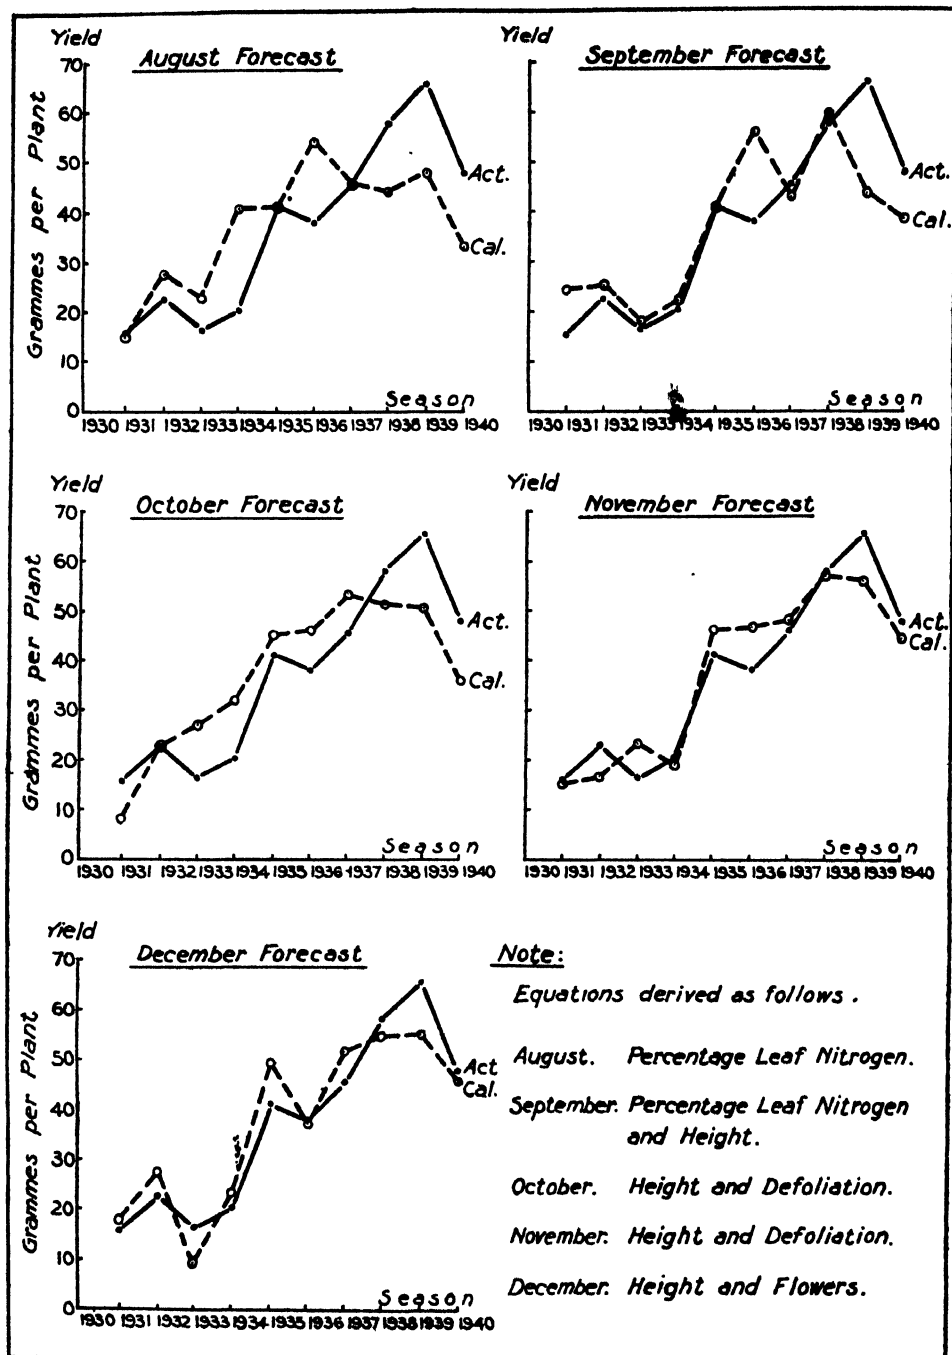 Yield
August Forecast
70
60
50
40
30
20
10
0
Grammes per Plant
Act.
Cal.
Season
1930 1931 1932 1933 1934 1935 1936 1937 1938 1939 1940
Yield
September Forecast
Act.
Cal.
Season
1930 1931 1932 1933 1934 1935 1936 1937 1938 1939 1940
Yield
October Forecast
70
60
50
40
30
20
10
0
Grammes per Plant
Act.
Cal.
Season
1930 1931 1932 1933 1934 1935 1936 1937 1938 1939 1940
Yield
November Forecast
Act.
Cal.
Season
1930 1931 1932 1933 1934 1935 1936 1937 1938 1939 1940
Yield
December Forecast
70
60
50
40
30
20
10
0
Grammes per Plant
Act
Cal.
Season
1930 1931 1932 1933 1934 1935 1936 1937 1938 1939 1940
Note:
Equations derived as follows.
August. Percentage Leaf Nitrogen.
September. Percentage Leaf Nitrogen
and Height.
October. Height and Defoliation.
November. Height and Defoliation.
December. Height and Flowers.